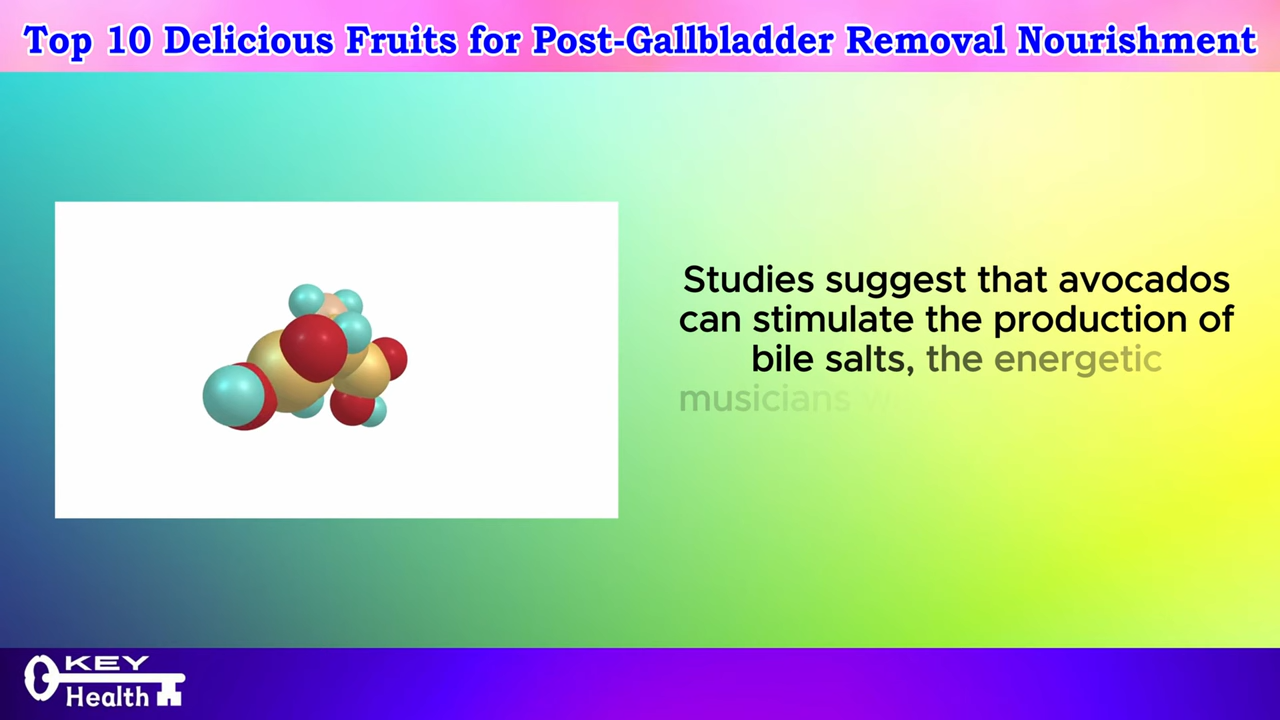 Top 10 Delicious Fruits for Post-Gallbladder Removal Nourishment
Studies suggest that avocados
can stimulate the production of
bile salts, the energetic
musicians
KEY
Health